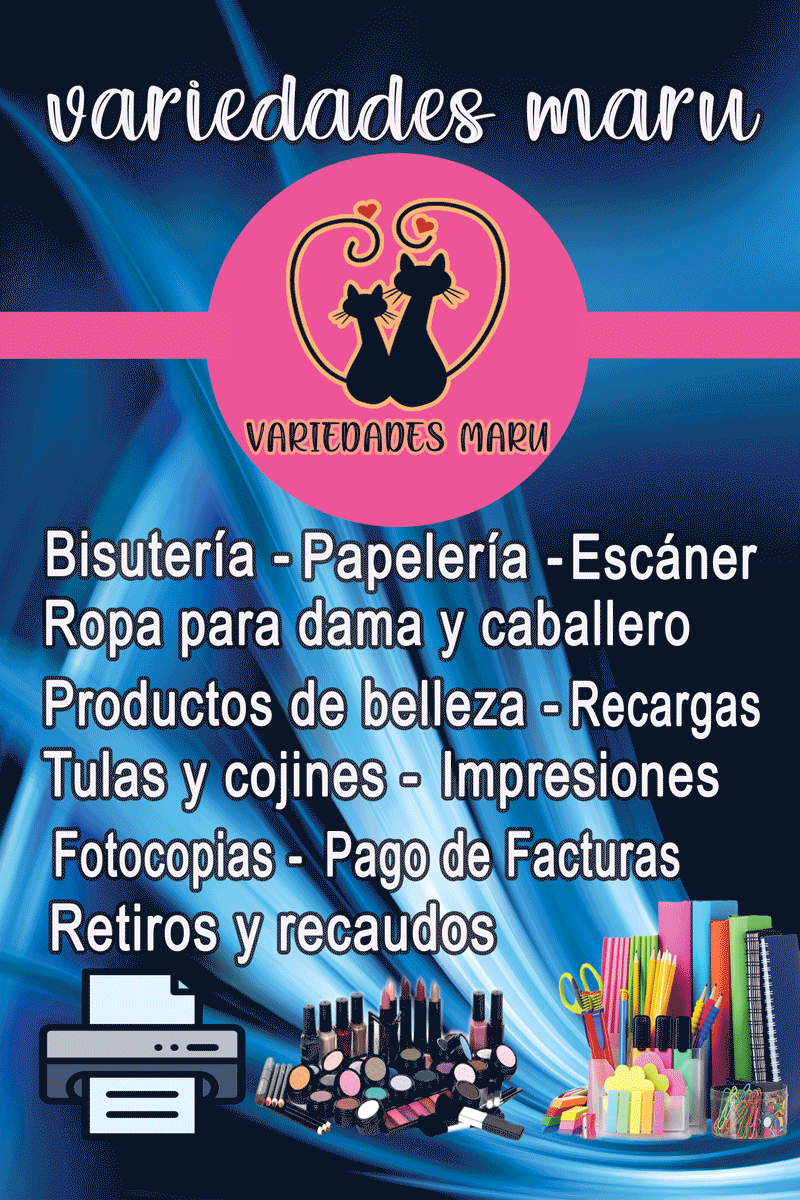 variedades maru
VARIEDADES MARU
Bisutería - Papelería - Escáner
Ropa para dama y caballero
Productos de belleza - Recargas
Tulas y cojines - Impresiones
Fotocopias - Pago de Facturas
Retiros y recaudos